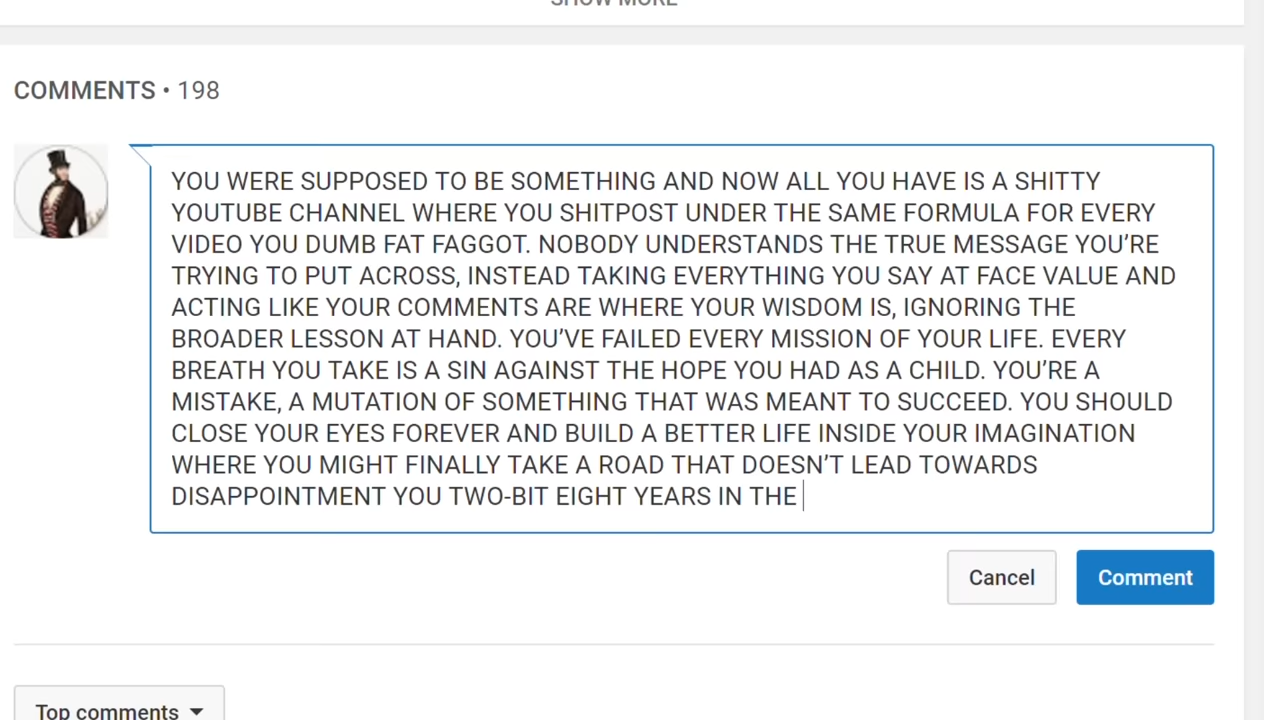 SHOW MORE
COMMENTS • 198
YOU WERE SUPPOSED TO BE SOMETHING AND NOW ALL YOU HAVE IS A SHITTY
YOUTUBE CHANNEL WHERE YOU SHITPOST UNDER THE SAME FORMULA FOR EVERY
VIDEO YOU DUMB FAT FAGGOT. NOBODY UNDERSTANDS THE TRUE MESSAGE YOU’RE
TRYING TO PUT ACROSS, INSTEAD TAKING EVERYTHING YOU SAY AT FACE VALUE AND
ACTING LIKE YOUR COMMENTS ARE WHERE YOUR WISDOM IS, IGNORING THE
BROADER LESSON AT HAND. YOU’VE FAILED EVERY MISSION OF YOUR LIFE. EVERY
BREATH YOU TAKE IS A SIN AGAINST THE HOPE YOU HAD AS A CHILD. YOU’RE A
MISTAKE, A MUTATION OF SOMETHING THAT WAS MEANT TO SUCCEED. YOU SHOULD
CLOSE YOUR EYES FOREVER AND BUILD A BETTER LIFE INSIDE YOUR IMAGINATION
WHERE YOU MIGHT FINALLY TAKE A ROAD THAT DOESN’T LEAD TOWARDS
DISAPPOINTMENT YOU TWO-BIT EIGHT YEARS IN THE
Cancel
Comment
Top comments